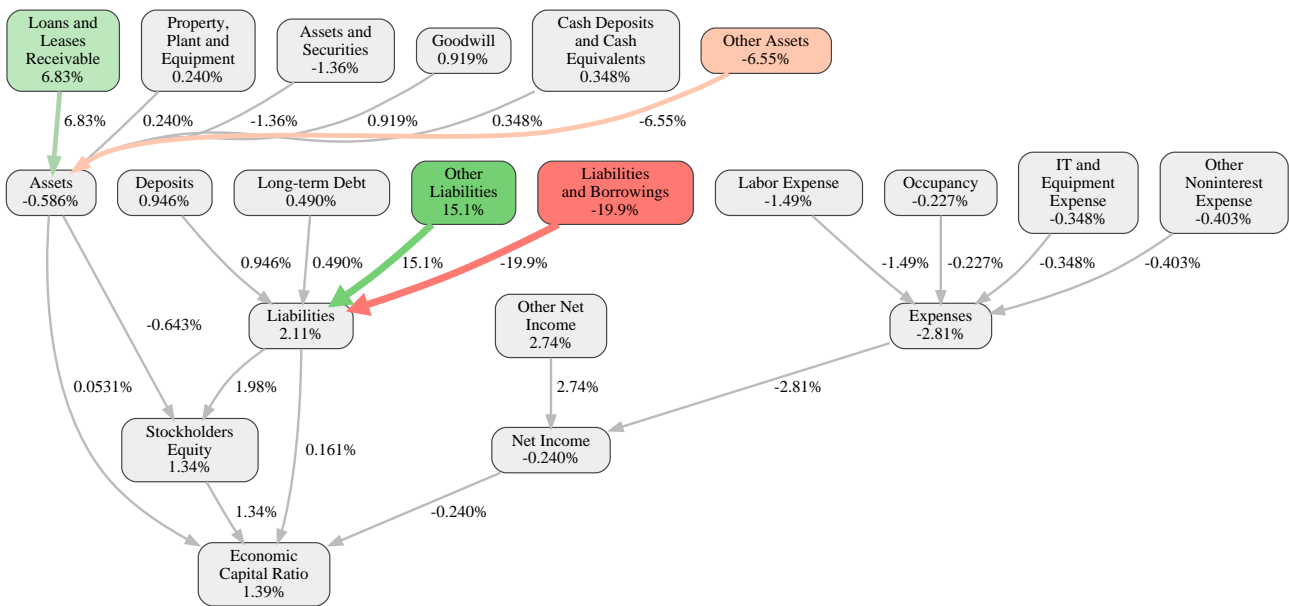 Loans and
Leases
Receivable
6.83%
Property,
Plant and
Equipment
0.240%
Assets and
Securities
-1.36%
Goodwill
0.919%
Cash Deposits
and Cash
Equivalents
0.348%
Other Assets
-6.55%
6.83%
0.240%
-1.36%
0.919%
0.348%
-6.55%
Assets
-0.586%
Deposits
0.946%
Long-term Debt
0.490%
Other
Liabilities
15.1%
Liabilities
and Borrowings
-19.9%
Labor Expense
-1.49%
Occupancy
-0.227%
IT and
Equipment
Expense
-0.348%
Other
Noninterest
Expense
-0.403%
0.946%
0.490%
15.1%
-19.9%
-1.49%
-0.227%
-0.348%
-0.403%
-0.643%
Liabilities
2.11%
Other Net
Income
2.74%
Expenses
-2.81%
0.0531%
1.98%
2.74%
-2.81%
Stockholders
Equity
1.34%
0.161%
Net Income
-0.240%
1.34%
-0.240%
Economic
Capital Ratio
1.39%